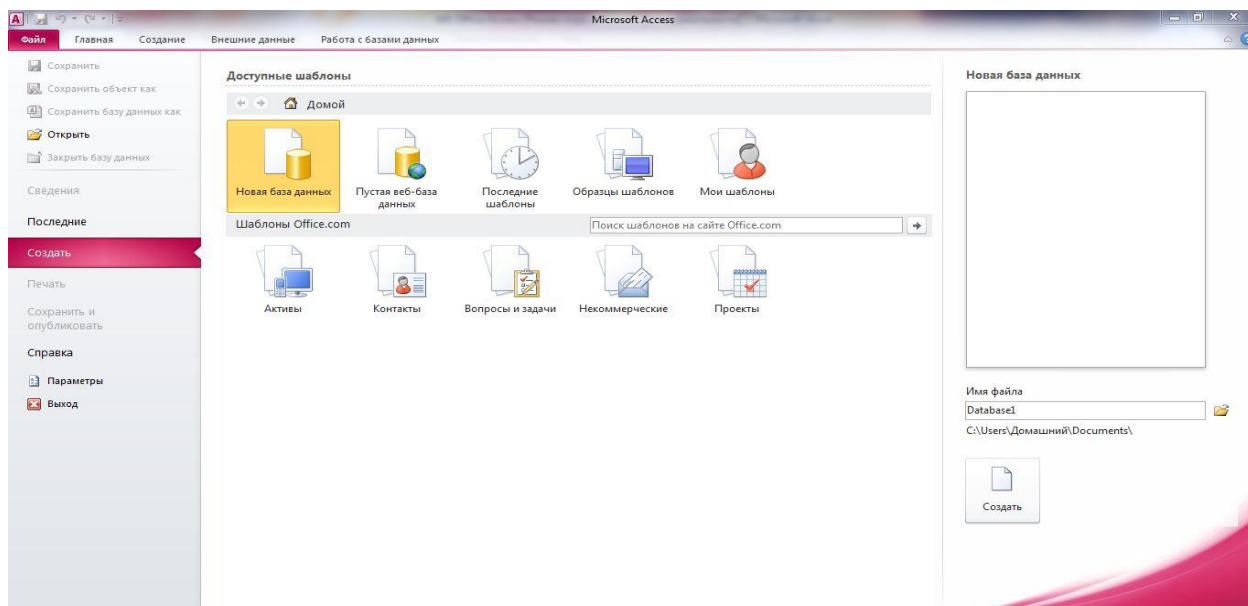 Microsoft Access
Файл Главная Создание Внешние данные Работа с базами данных
Сохранить
Сохранить объект как
Сохранить базу данных как
Открыть
Закрыть базу данных
Сведения
Последние
Создать
Печать
Сохранить и
опубликовать
Справка
Параметры
Выход
Доступные шаблоны
Домой
Новая база данных
Пустая веб-база
данных
Последние
шаблоны
Образцы шаблонов
Мои шаблоны
Шаблоны Office.com
Поиск шаблонов на сайте Office.com
Активы
Контакты
Вопросы и задачи
Некоммерческие
Проекты
Новая база данных
Имя файла
Database1
C:\Users\Домашний\Documents\
Создать